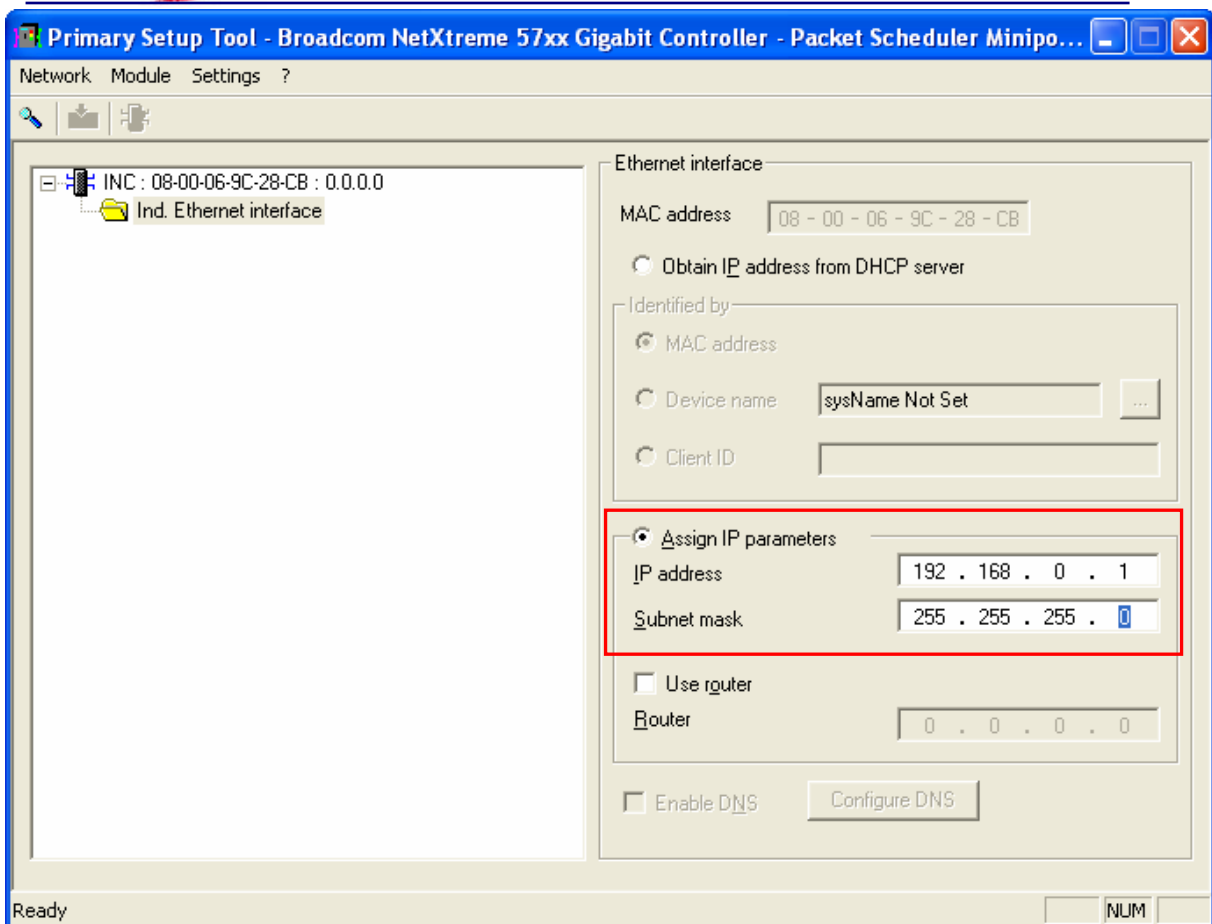 Primary Setup Tool - Broadcom NetXtreme 57xx Gigabit Controller - Packet Scheduler Minipo...
Network Module Settings ?
INC : 08-00-06-9C-28-CB : 0.0.0.0
Ind. Ethernet interface
Ethernet interface
MAC address 08 - 00 - 06 - 9C - 28 - CB
Obtain IP address from DHCP server
Identified by
MAC address
Device name sysName Not Set ...
Client ID
Assign IP parameters
IP address 192 . 168 . 0 . 1
Subnet mask 255 . 255 . 255 . 0
Use router
Router 0 . 0 . 0 . 0
Enable DNS Configure DNS
Ready NUM